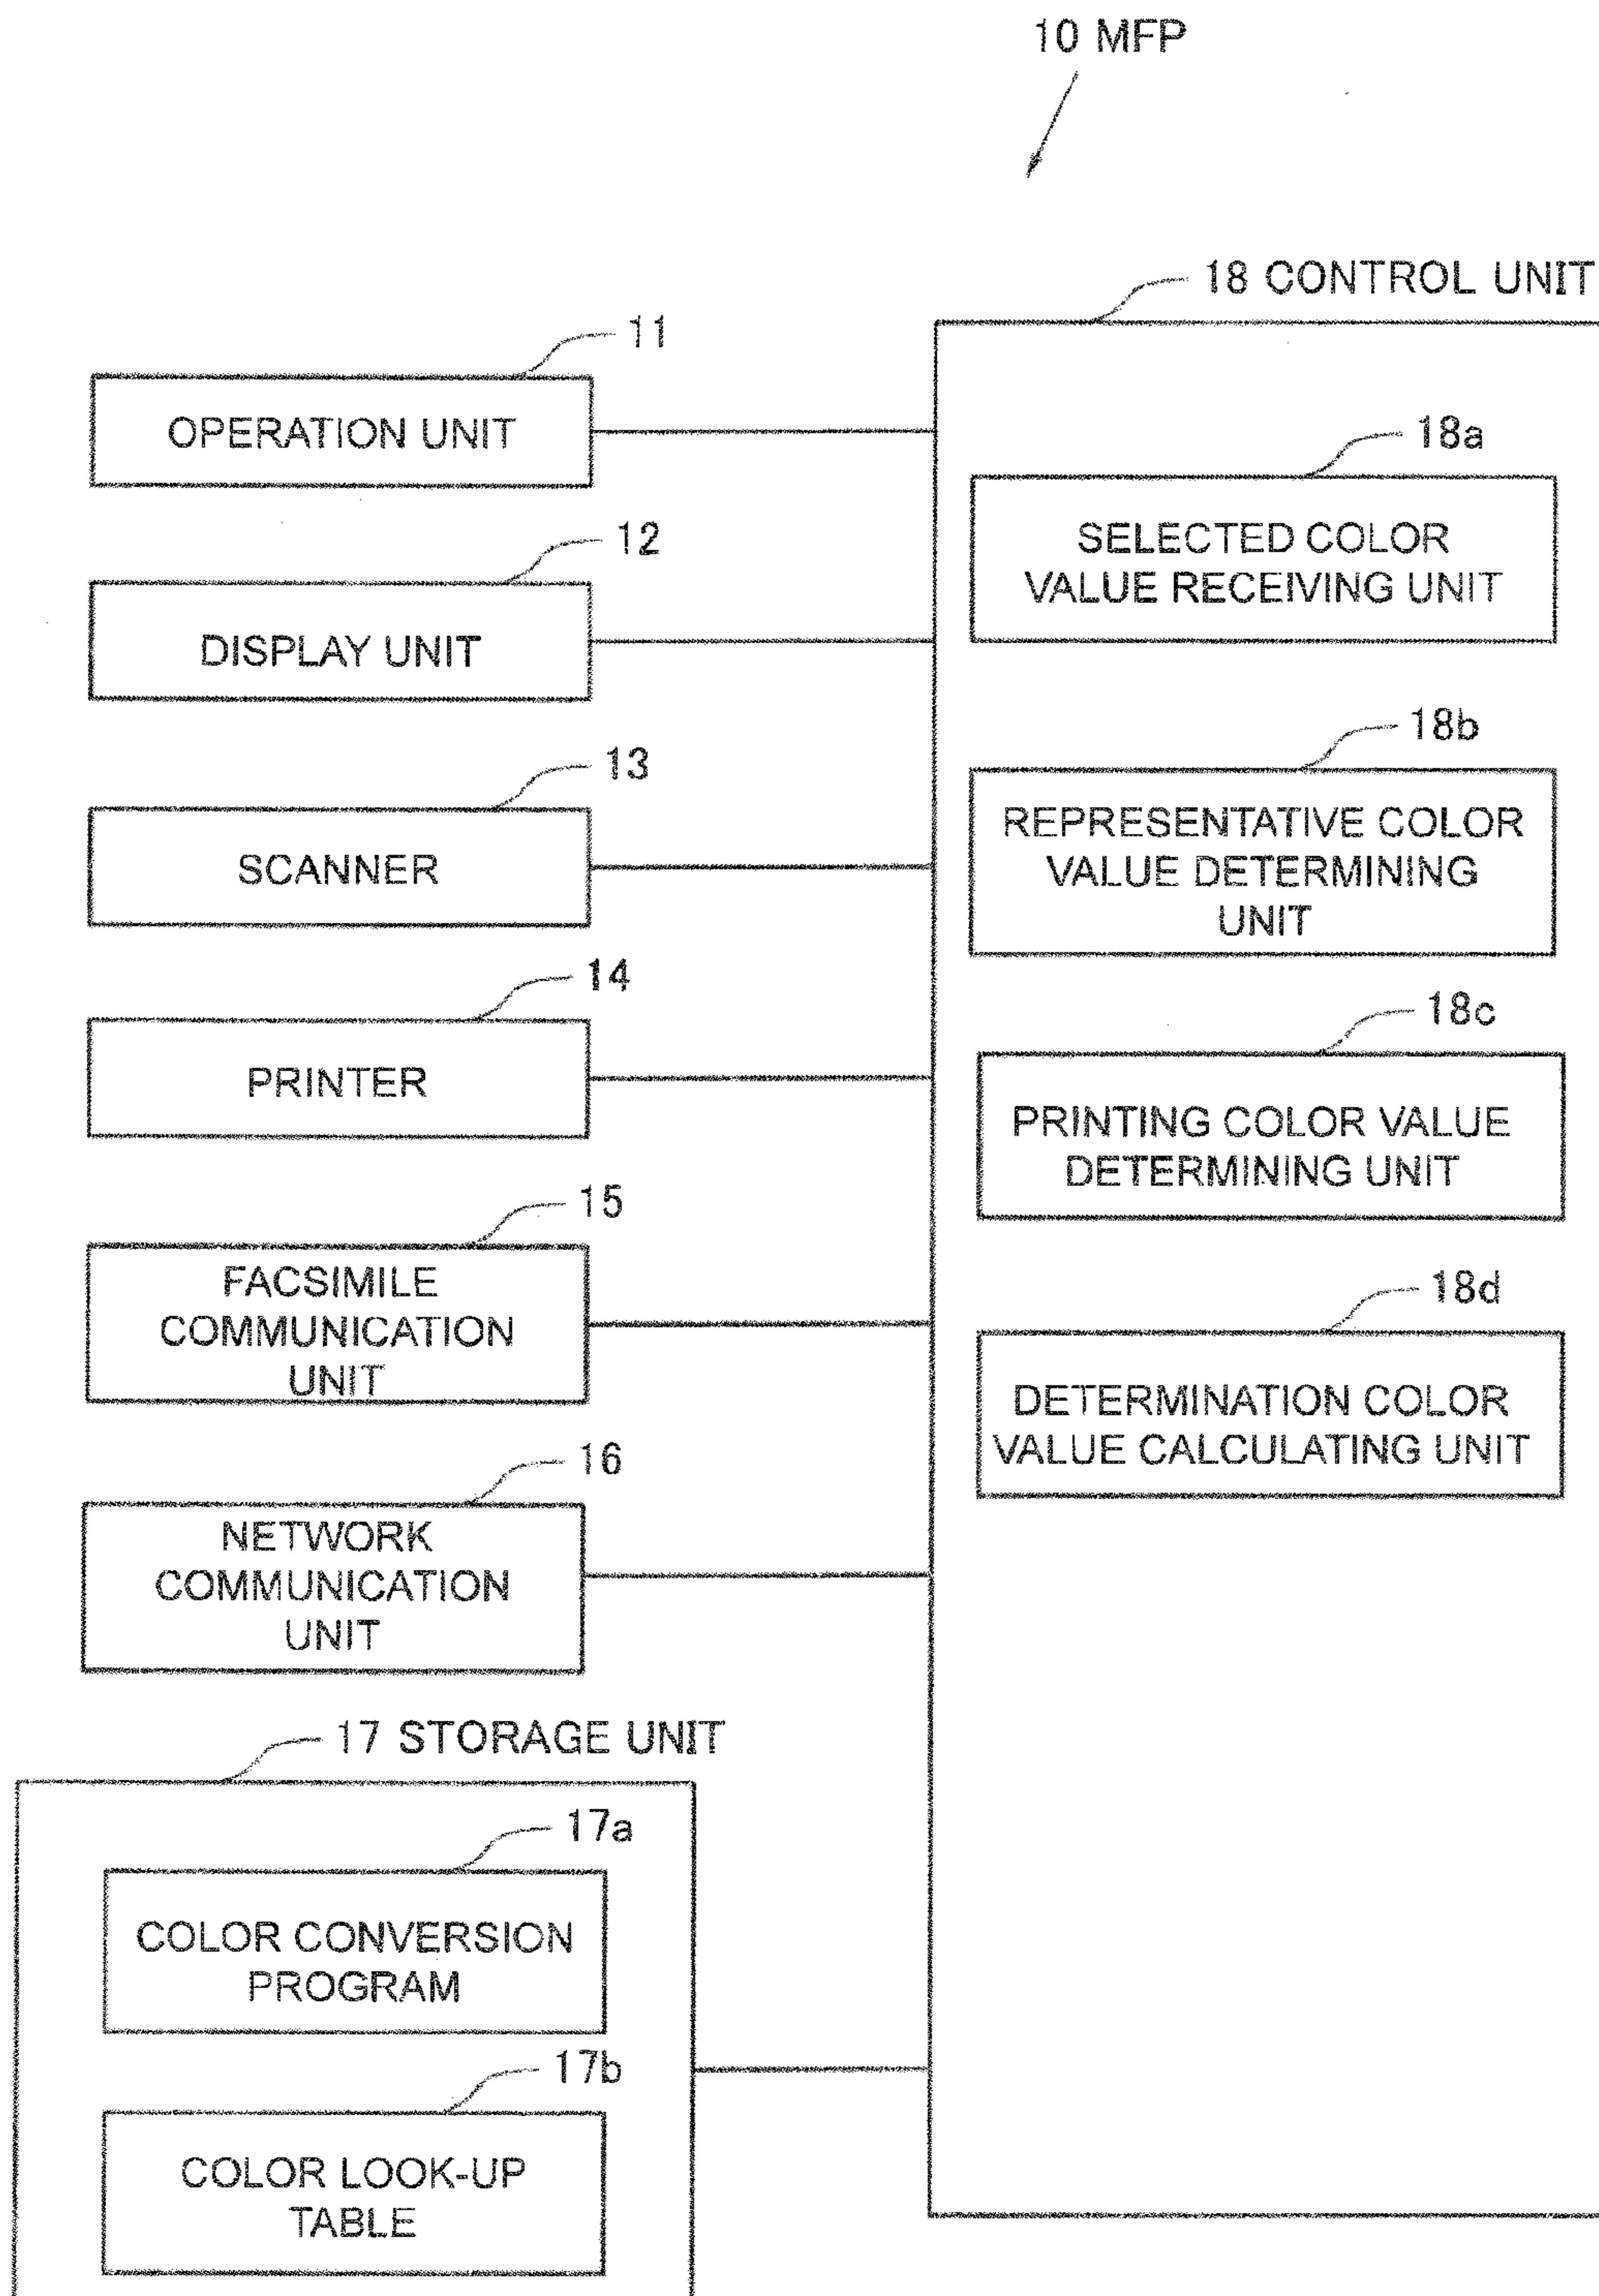 10 MFP
18 CONTROL UNIT
11
OPERATION UNIT
12
DISPLAY UNIT
13
SCANNER
14
PRINTER
15
FACSIMILE
COMMUNICATION
UNIT
16
NETWORK
COMMUNICATION
UNIT
17 STORAGE UNIT
17a
COLOR CONVERSION
PROGRAM
17b
COLOR LOOK-UP
TABLE
18a
SELECTED COLOR
VALUE RECEIVING UNIT
18b
REPRESENTATIVE COLOR
VALUE DETERMINING
UNIT
18c
PRINTING COLOR VALUE
DETERMINING UNIT
18d
DETERMINATION COLOR
VALUE CALCULATING UNIT